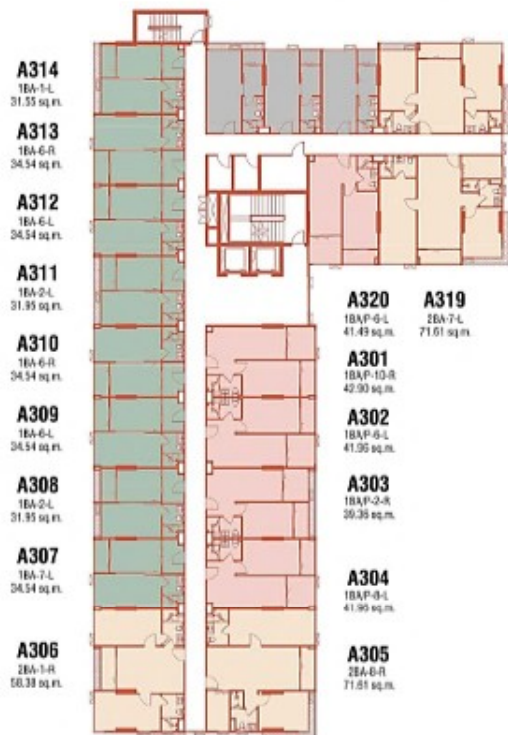 A314
1BA-1-L
31.55 sq.m.
A313
1BA-6-R
34.54 sq.m.
A312
1BA-6-L
34.54 sq.m.
A311
1BA-2-L
31.95 sq.m.
A310
1BA-6-R
34.54 sq.m.
A309
1BA-6-L
34.54 sq.m.
A308
1BA-2-L
31.95 sq.m.
A307
1BA-7-L
34.54 sq.m.
A306
2BA-1-R
58.38 sq.m.
A320
1BA/P-6-L
41.49 sq.m.
A319
2BA-7-L
71.61 sq.m.
A301
1BA/P-10-R
42.90 sq.m.
A302
1BA/P-6-L
41.96 sq.m.
A303
1BA/P-2-R
39.36 sq.m.
A304
1BA/P-8-L
41.96 sq.m.
A305
2BA-8-R
71.61 sq.m.